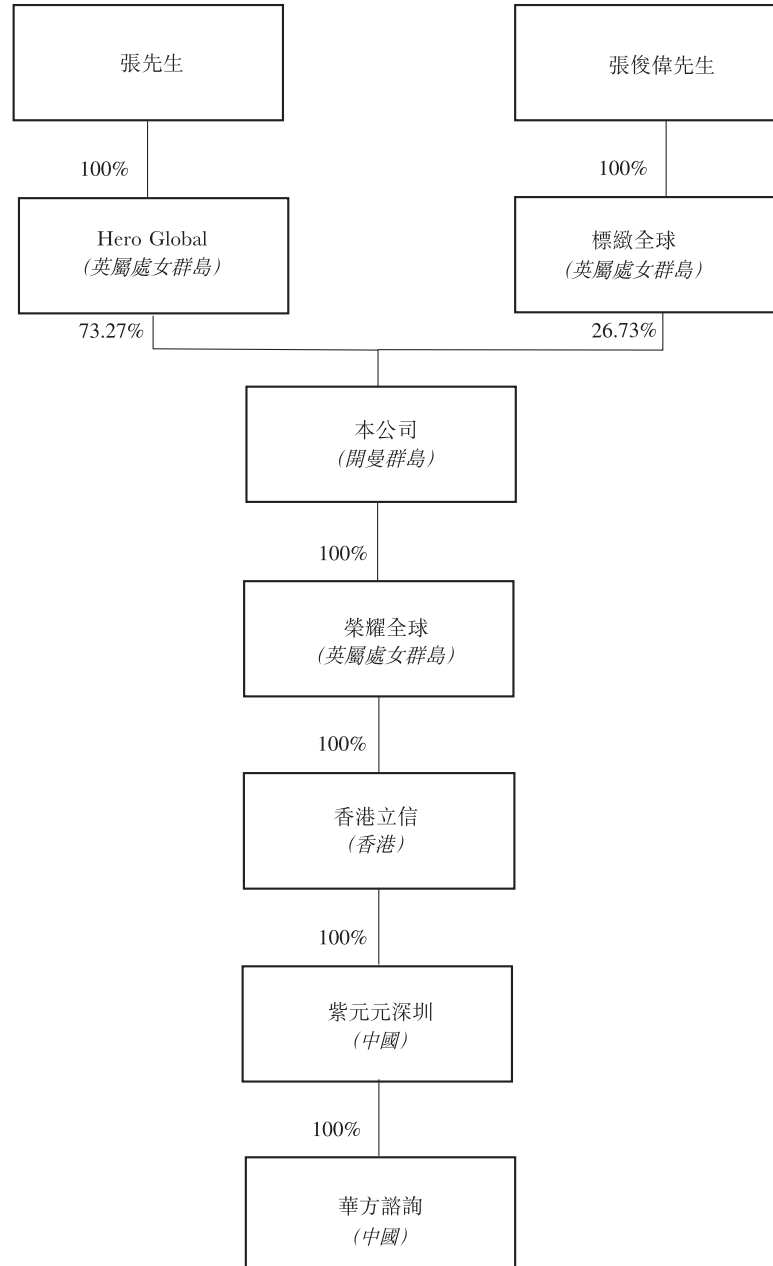 張先生
張俊偉先生
100%
100%
Hero Global
(英屬處女群島)
標緻全球
(英屬處女群島)
73.27%
26.73%
本公司
(開曼群島)
100%
榮耀全球
(英屬處女群島)
100%
香港立信
(香港)
100%
紫元元深圳
(中國)
100%
華方諮詢
(中國)